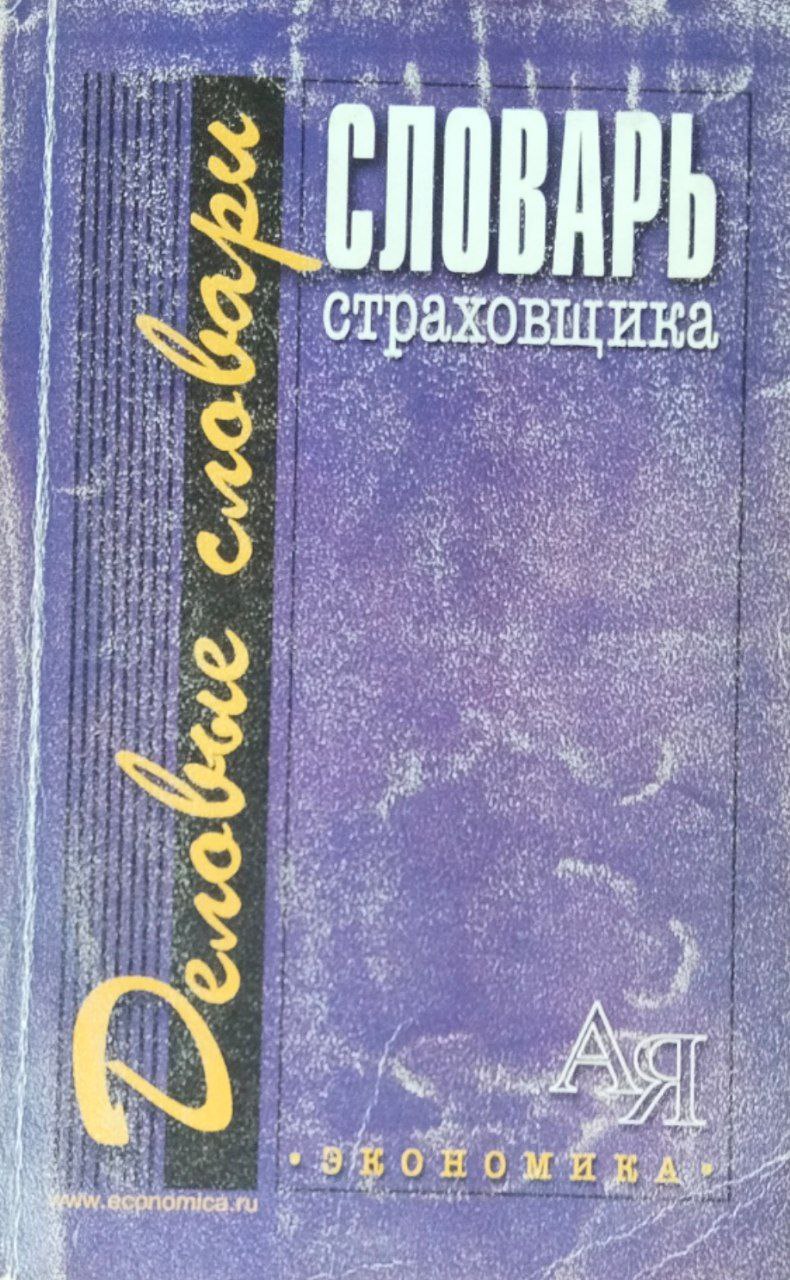 СЛОВАРЬ
страховщика
Деловые словари
АЯ
• ЭКОНОМИКА •
www.economica.ru